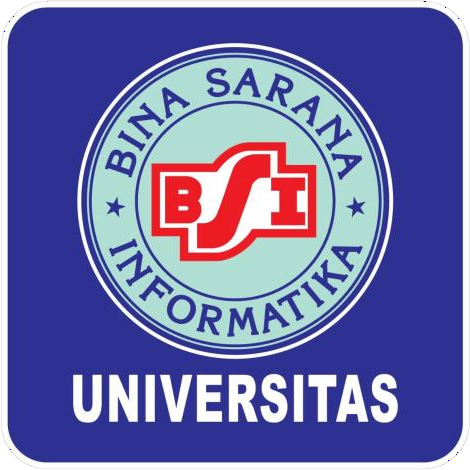 BINA SARANA
BSI
INFORMATIKA
UNIVERSITAS